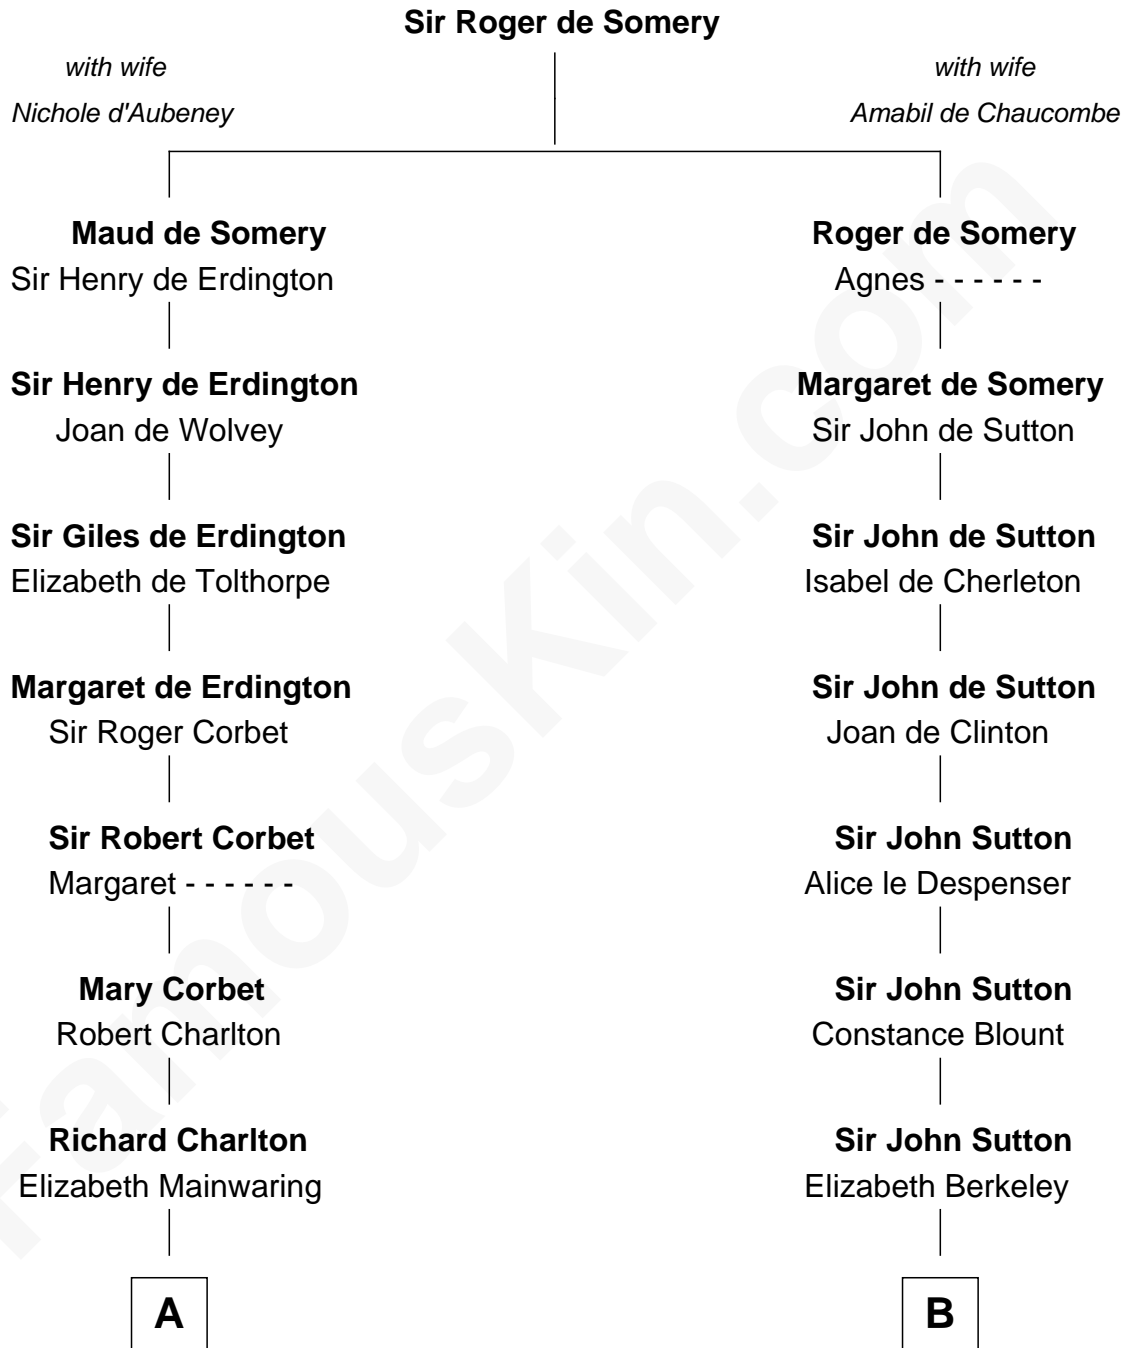 Sir Roger de Somery
with wife
Nichole d'Aubeney
with wife
Amabil de Chaucombe
Maud de Somery
Sir Henry de Erdington
Roger de Somery
Agnes - - - - - -
Sir Henry de Erdington
Joan de Wolvey
Margaret de Somery
Sir John de Sutton
Sir Giles de Erdington
Elizabeth de Tolthorpe
Sir John de Sutton
Isabel de Cherleton
Margaret de Erdington
Sir Roger Corbet
Sir John de Sutton
Joan de Clinton
Sir Robert Corbet
Margaret - - - - - -
Sir John Sutton
Alice le Despenser
Mary Corbet
Robert Charlton
Sir John Sutton
Constance Blount
Richard Charlton
Elizabeth Mainwaring
Sir John Sutton
Elizabeth Berkeley
A
B
FamousKin.com